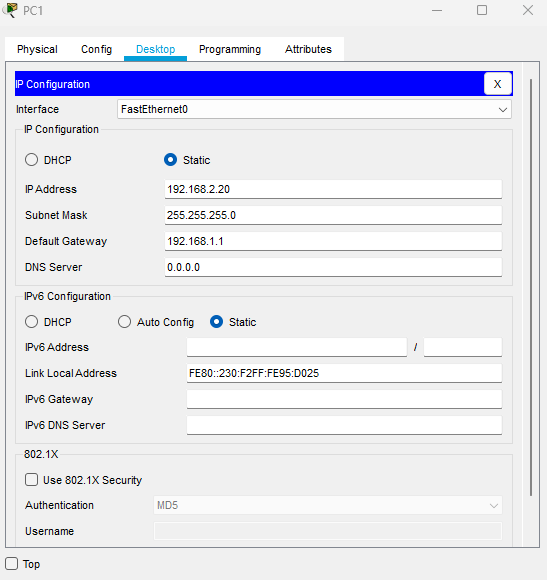 PC1
Physical Config Desktop Programming Attributes
IP Configuration X
Interface FastEthernet0
IP Configuration
DHCP Static
IP Address 192.168.2.20
Subnet Mask 255.255.255.0
Default Gateway 192.168.1.1
DNS Server 0.0.0.0
IPv6 Configuration
DHCP Auto Config Static
IPv6 Address /
Link Local Address FE80::230:F2FF:FE95:D025
IPv6 Gateway
IPv6 DNS Server
802.1X
Use 802.1X Security
Authentication MD5
Username
Top